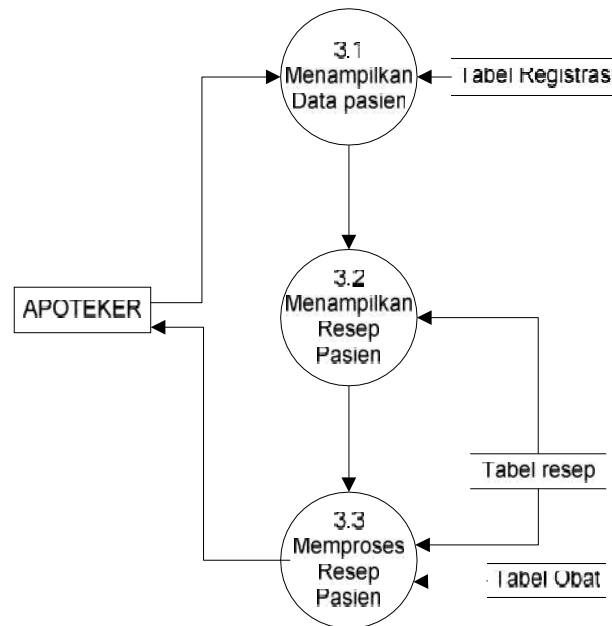 3.1
Menampilkan
Data pasien
Tabel Registrasi
3.2
Menampilkan
Resep
Pasien
APOTEKER
Tabel resep
3.3
Memproses
Resep
Pasien
Tabel Obat